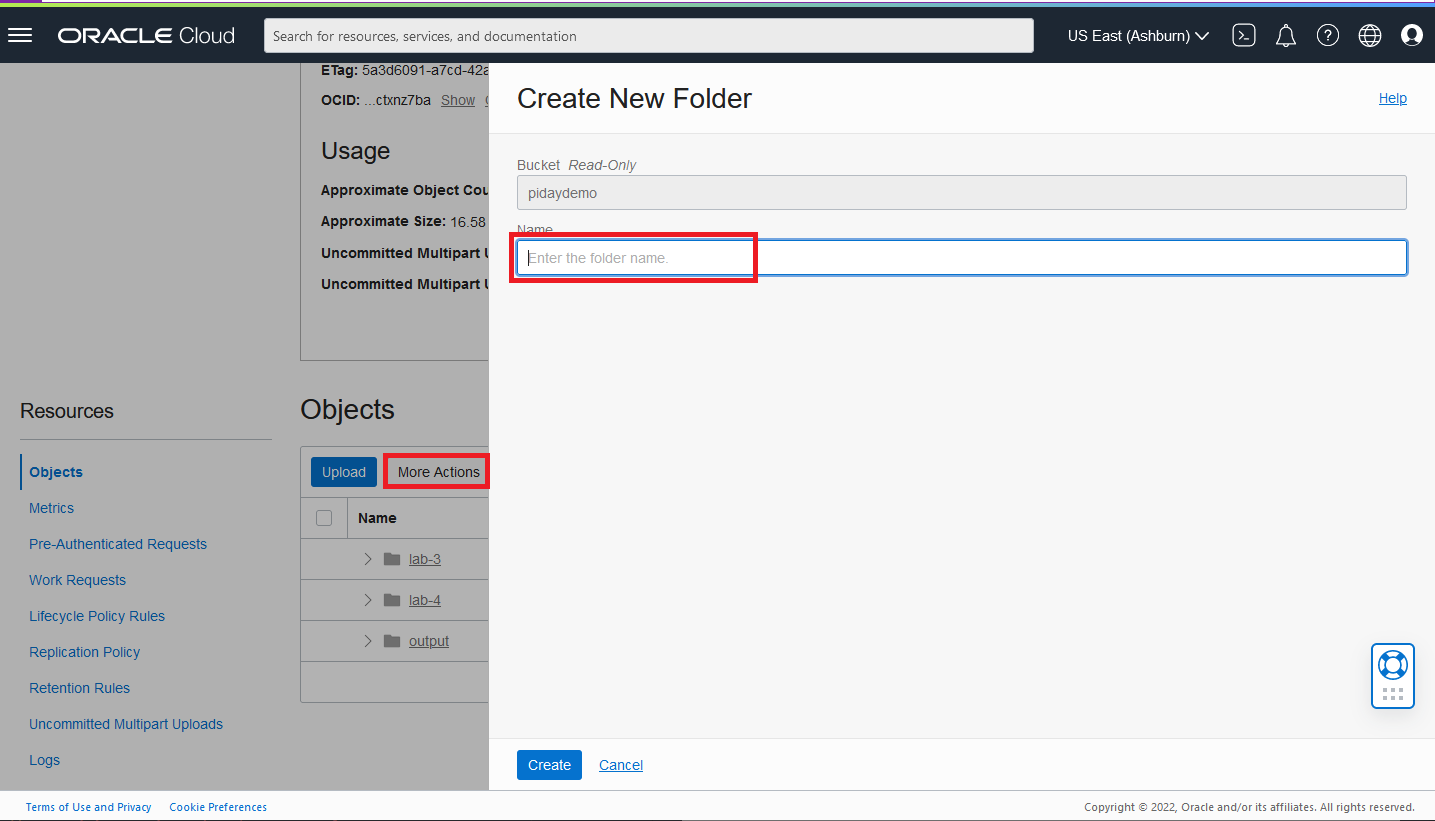 ORACLE Cloud
Search for resources, services, and documentation
US East (Ashburn)
ETag: 5a3d6091-a7cd-42a
OCID: ...ctxnz7ba Show
Usage
Approximate Object Cou
Approximate Size: 16.58
Uncommitted Multipart U
Uncommitted Multipart U
Resources
Objects
Metrics
Pre-Authenticated Requests
Work Requests
Lifecycle Policy Rules
Replication Policy
Retention Rules
Uncommitted Multipart Uploads
Logs
Objects
Upload More Actions
Name
lab-3
lab-4
output
Create New Folder
Help
Bucket Read-Only
pidaydemo
Name
Enter the folder name.
Create Cancel
Terms of Use and Privacy Cookie Preferences
Copyright © 2022, Oracle and/or its affiliates. All rights reserved.